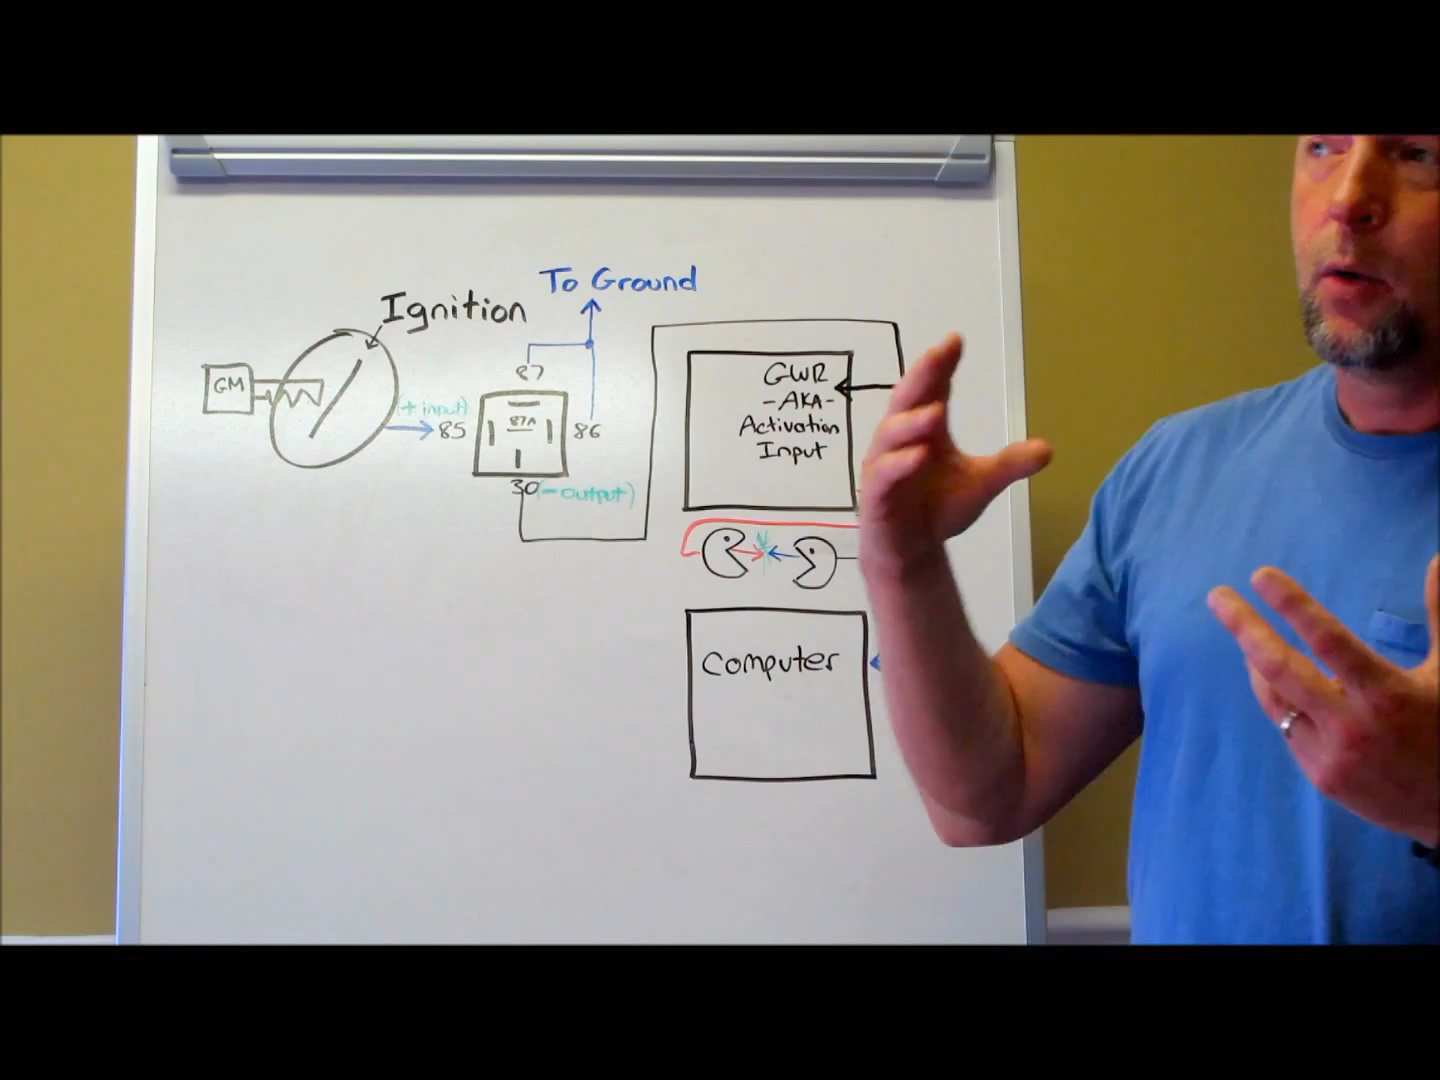 To Ground
Ignition
GM
87
(+ input)
85
87A
86
30
(- output)
GWR
-AKA-
Activation
Input
Computer